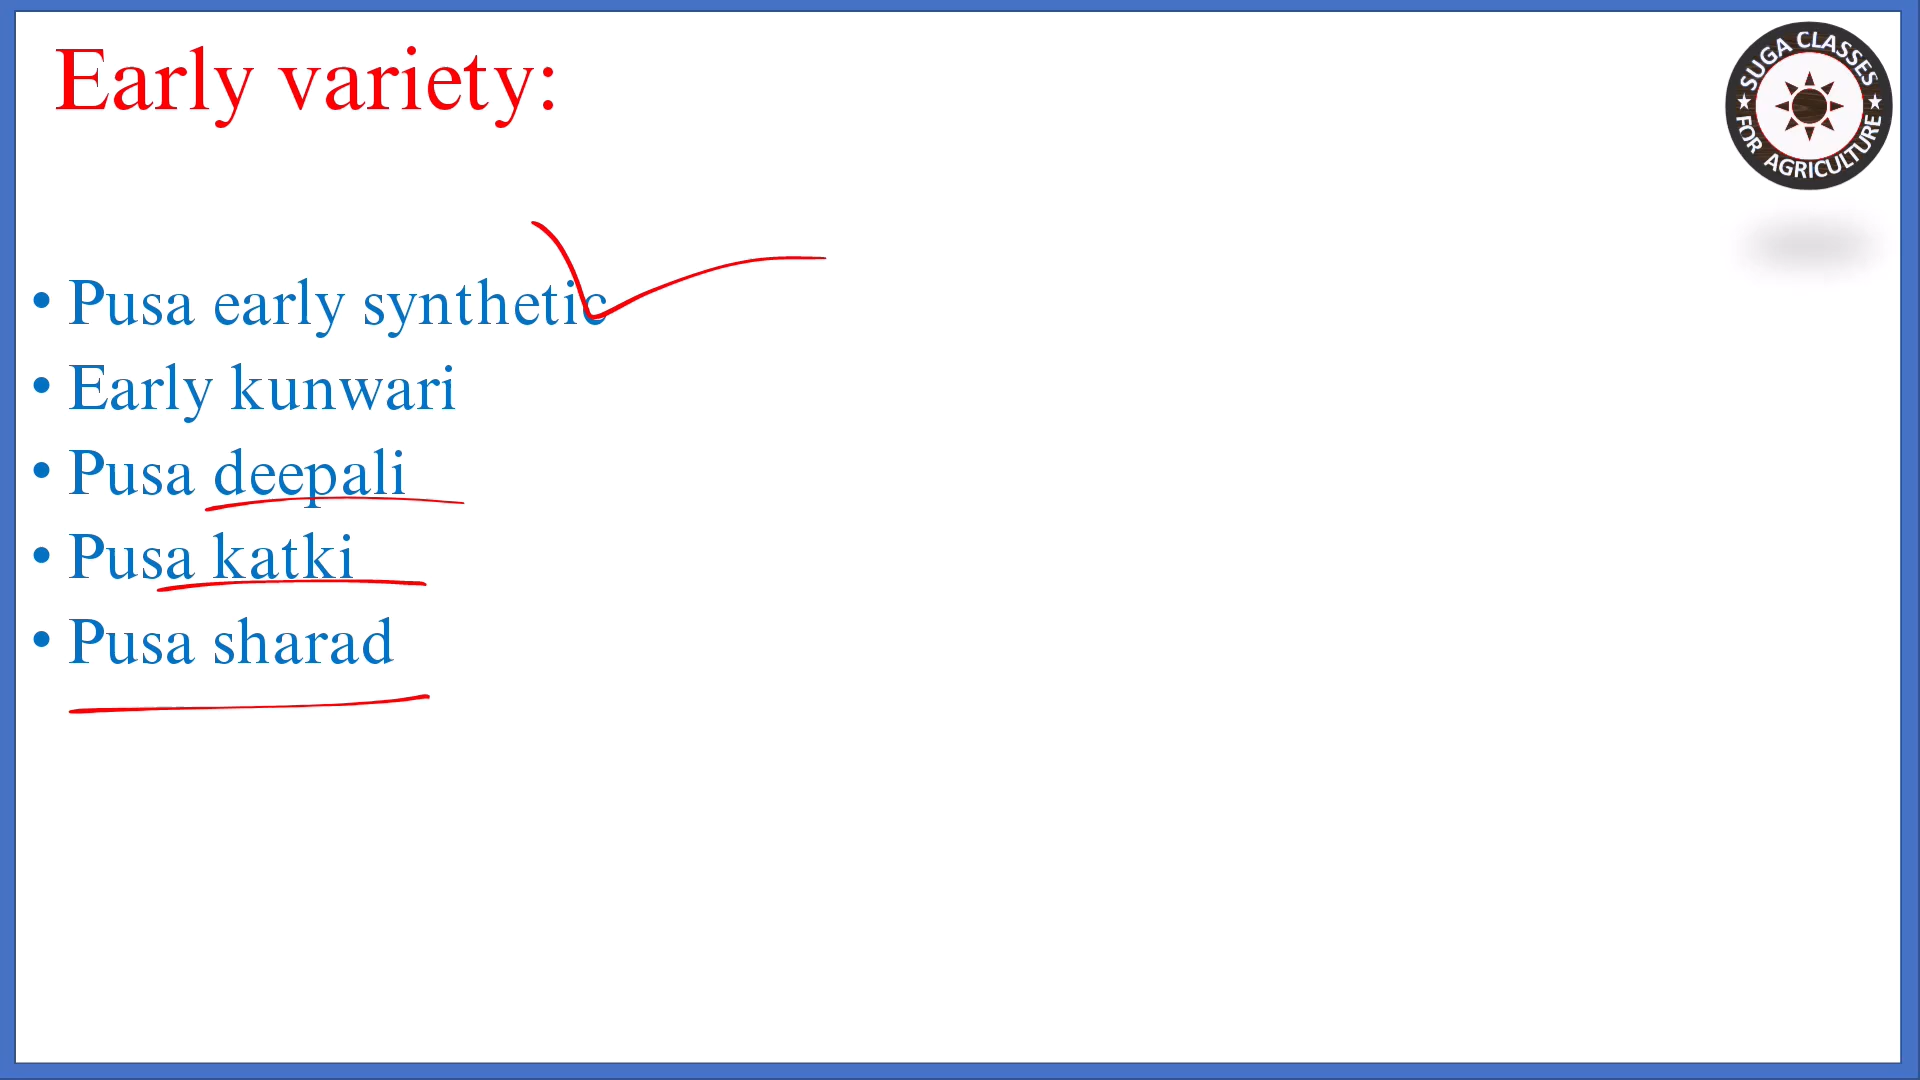 Early variety:
SUGA CLASSES
FOR AGRICULTURE
• Pusa early synthetic
• Early kunwari
• Pusa deepali
• Pusa katki
• Pusa sharad